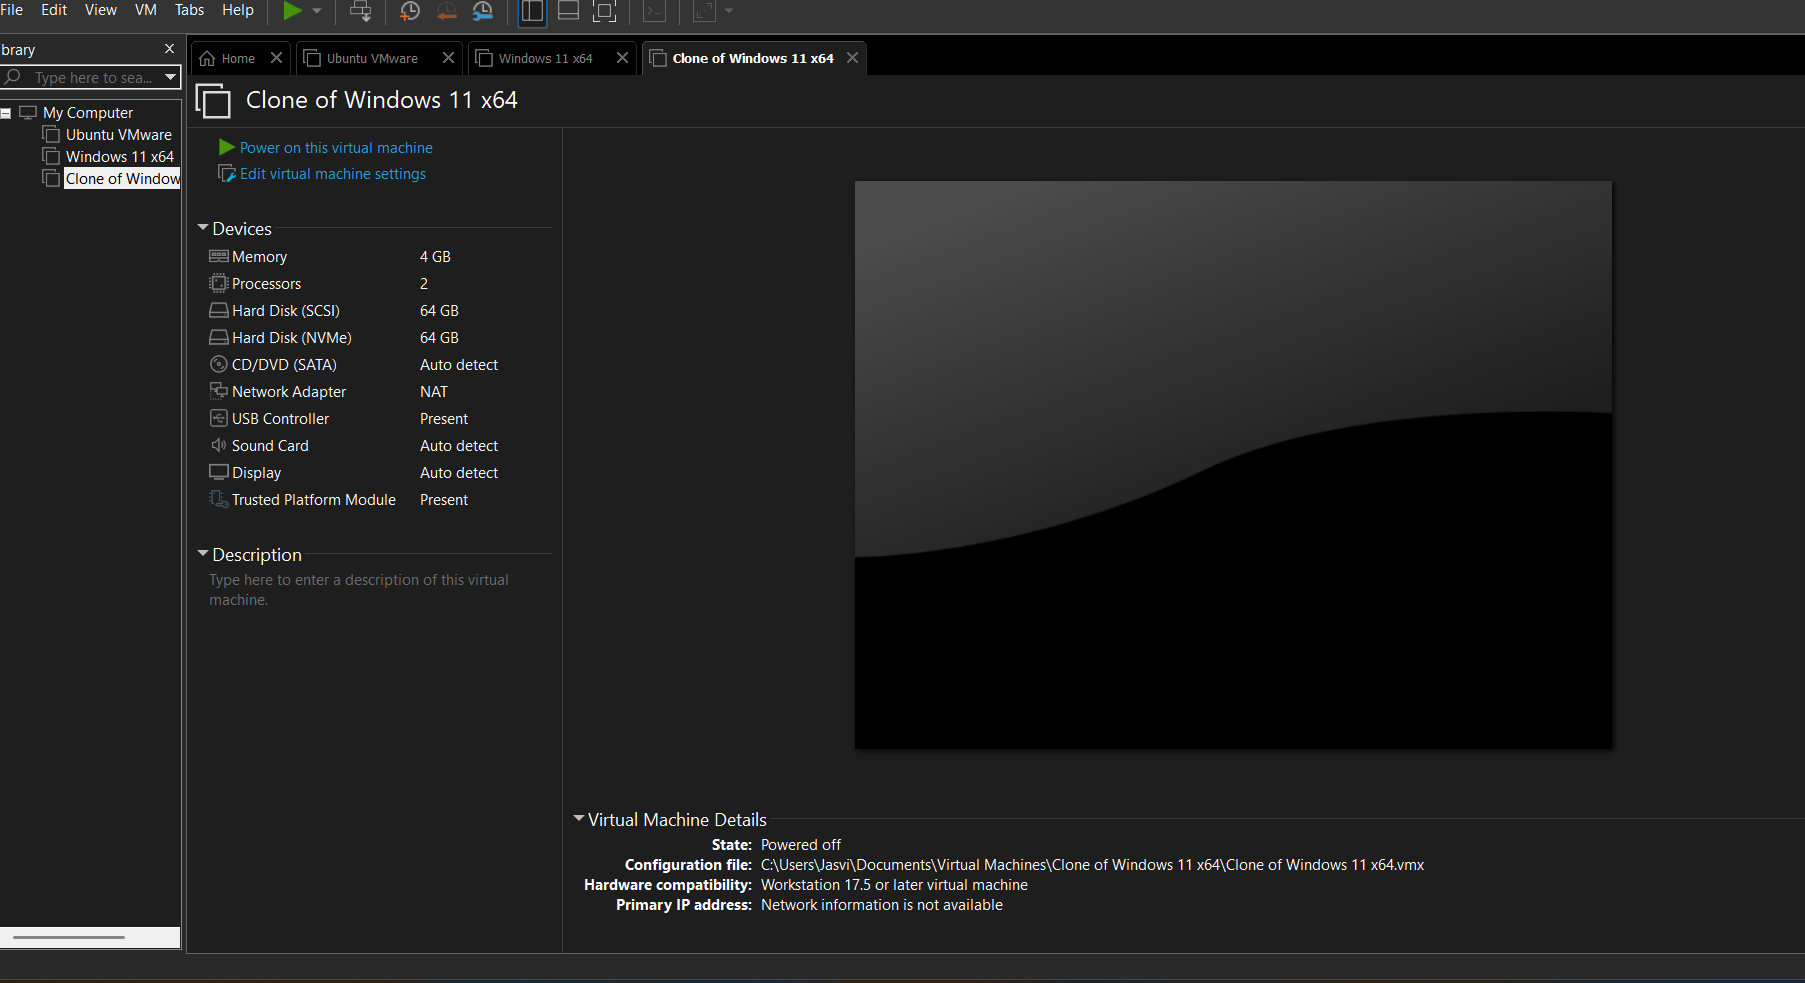 File Edit View VM Tabs Help
brary
Type here to sea...
My Computer
Ubuntu VMware
Windows 11 x64
Clone of Window
Home
Ubuntu VMware
Windows 11 x64
Clone of Windows 11 x64
Clone of Windows 11 x64
Power on this virtual machine
Edit virtual machine settings
Devices
Memory 4 GB
Processors 2
Hard Disk (SCSI) 64 GB
Hard Disk (NVMe) 64 GB
CD/DVD (SATA) Auto detect
Network Adapter NAT
USB Controller Present
Sound Card Auto detect
Display Auto detect
Trusted Platform Module Present
Description
Type here to enter a description of this virtual
machine.
Virtual Machine Details
State: Powered off
Configuration file: C:\Users\Jasvi\Documents\Virtual Machines\Clone of Windows 11 x64\Clone of Windows 11 x64.vmx
Hardware compatibility: Workstation 17.5 or later virtual machine
Primary IP address: Network information is not available